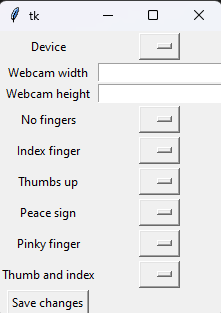 tk
Device
Webcam width
Webcam height
No fingers
Index finger
Thumbs up
Peace sign
Pinky finger
Thumb and index
Save changes